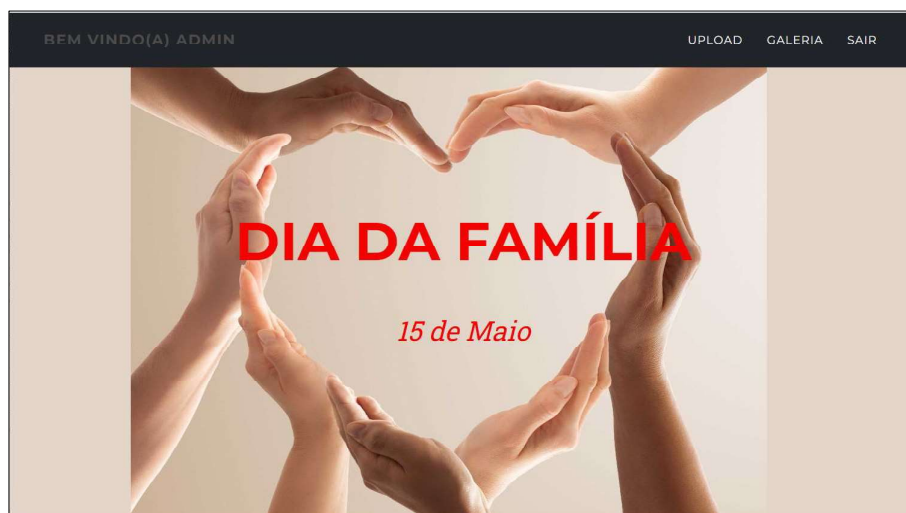 BEM VINDO(A) ADMIN
UPLOAD GALERIA SAIR
DIA DA FAMÍLIA
15 de Maio